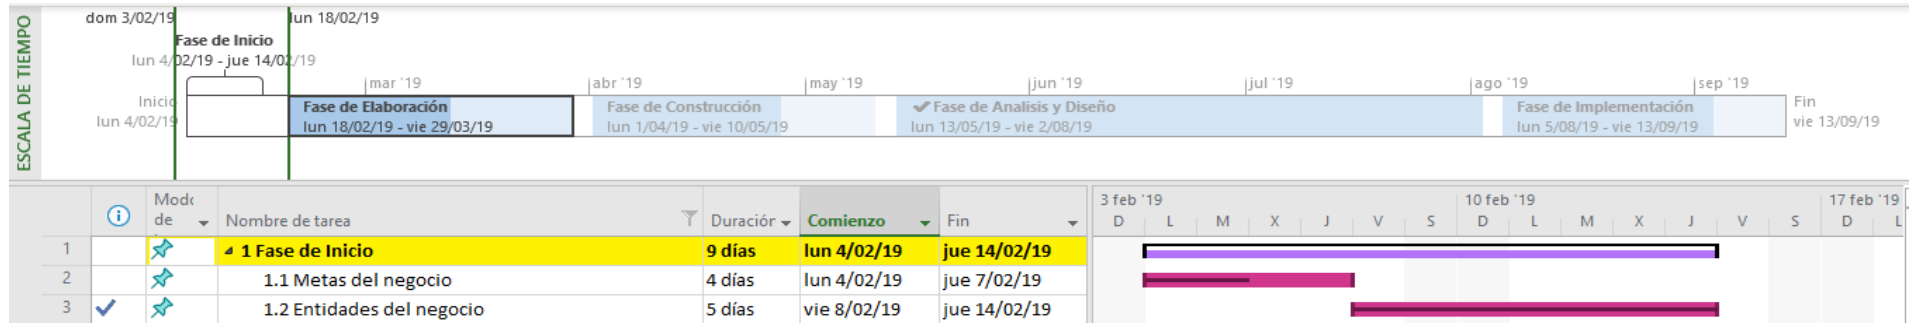 ESCALA DE TIEMPO
dom 3/02/19
lun 18/02/19
Fase de Inicio
lun 4/02/19 - jue 14/02/19
mar '19
abr '19
may '19
jun '19
jul '19
ago '19
sep '19
Inicio
lun 4/02/19
Fase de Elaboración
lun 18/02/19 - vie 29/03/19
Fase de Construcción
lun 1/04/19 - vie 10/05/19
Fase de Analisis y Diseño
lun 13/05/19 - vie 2/08/19
Fase de Implementación
lun 5/08/19 - vie 13/09/19
Fin
vie 13/09/19
Modo de
Nombre de tarea
Duración
Comienzo
Fin
3 feb '19
10 feb '19
17 feb '19
D L M X J V S D L M X J V S D L
1 1 Fase de Inicio 9 días lun 4/02/19 jue 14/02/19
2 1.1 Metas del negocio 4 días lun 4/02/19 jue 7/02/19
3 1.2 Entidades del negocio 5 días vie 8/02/19 jue 14/02/19